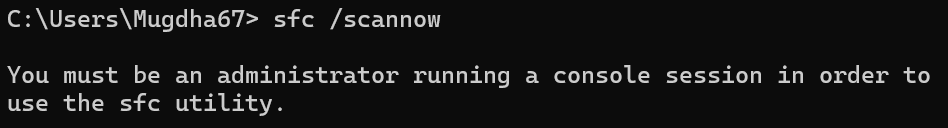 C:\Users\Mugdha67> sfc /scannow
You must be an administrator running a console session in order to
use the sfc utility.